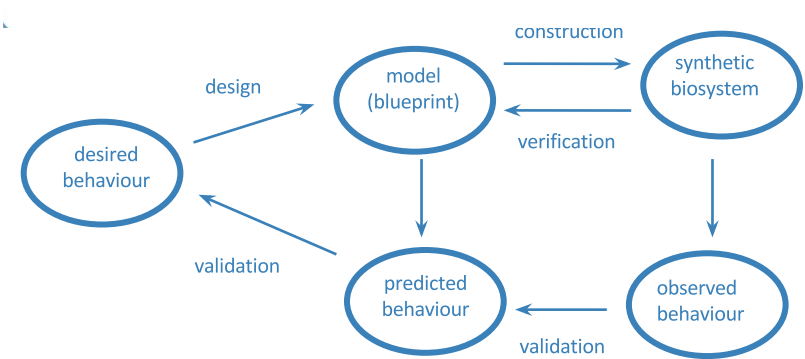 construction
design
model
(blueprint)
synthetic
biosystem
verification
desired
behaviour
validation
predicted
behaviour
observed
behaviour
validation